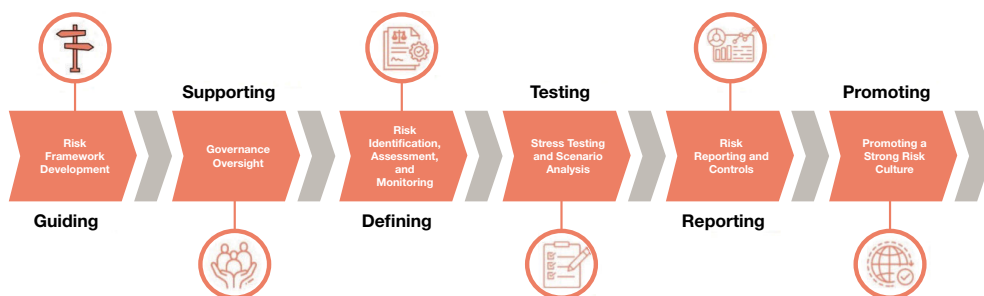 Supporting
Testing
Promoting
Risk
Framework
Development
Governance
Oversight
Risk
Identification,
Assessment,
and
Monitoring
Stress Testing
and Scenario
Analysis
Risk
Reporting and
Controls
Promoting a
Strong Risk
Culture
Guiding
Defining
Reporting